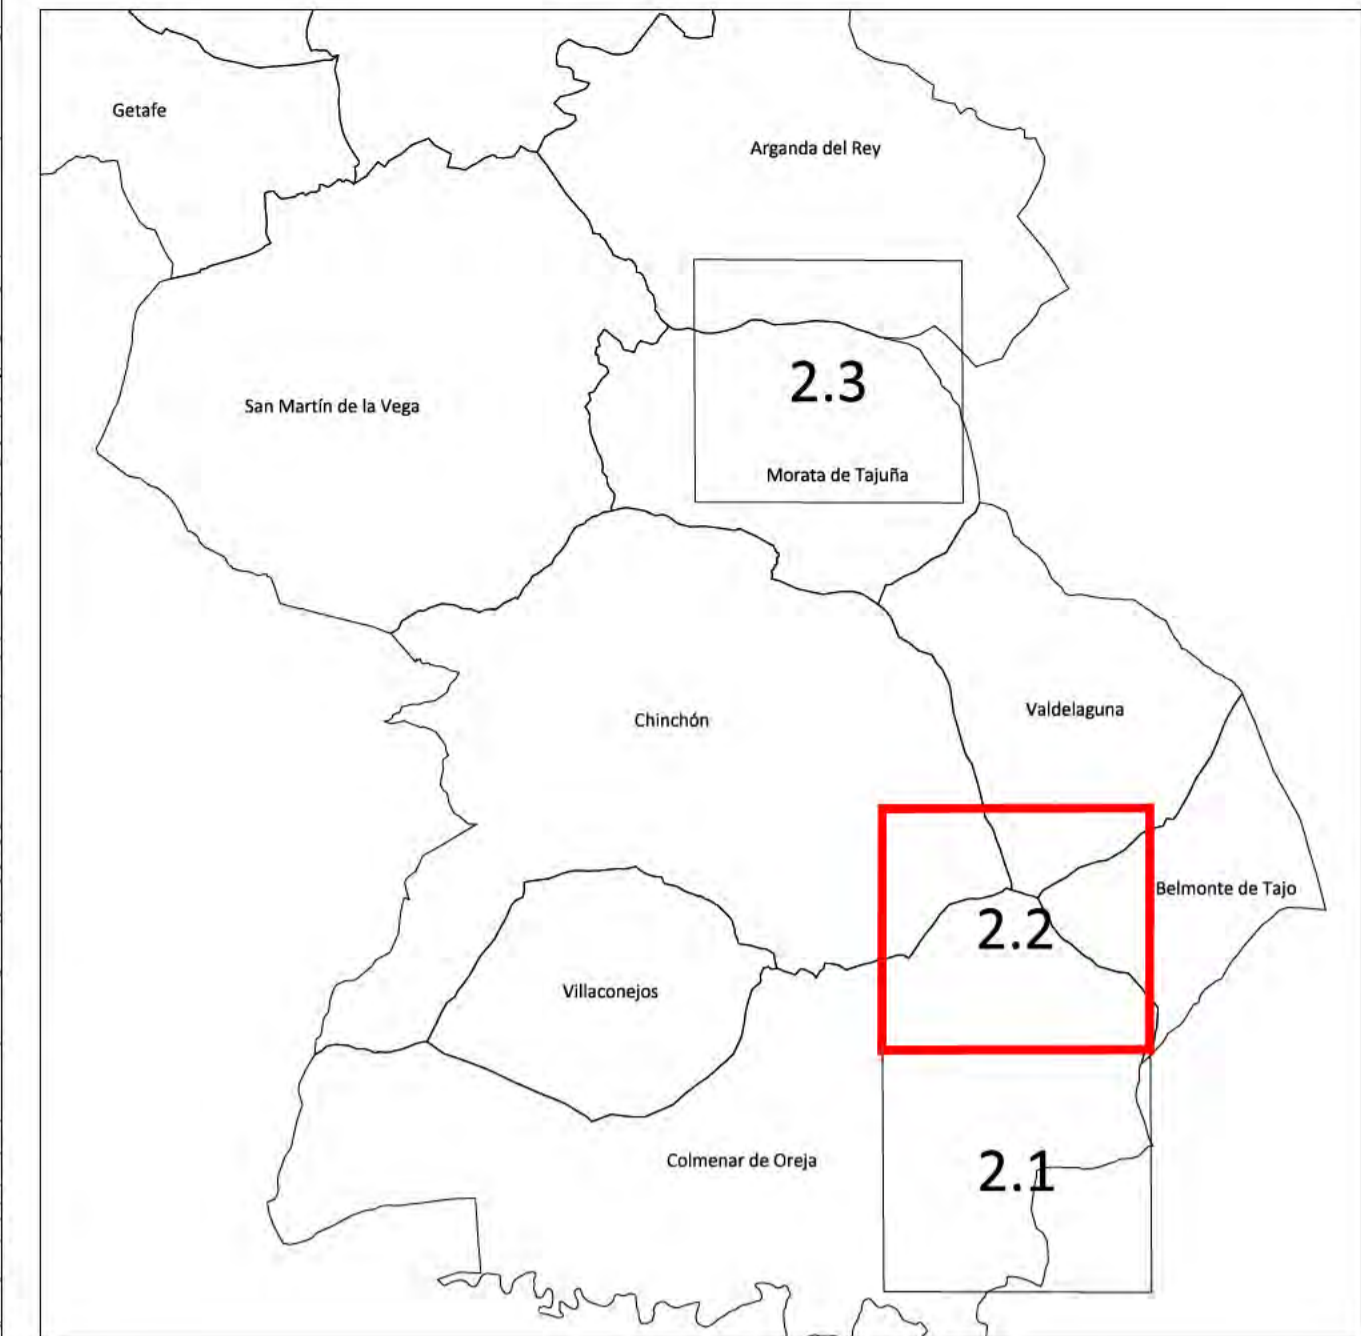 Getafe
Arganda del Rey
2.3
San Martín de la Vega
Morata de Tajuña
Valdelaguna
Chinchón
Belmonte de Tajo
2.2
Villaconejos
Colmenar de Oreja
2.1